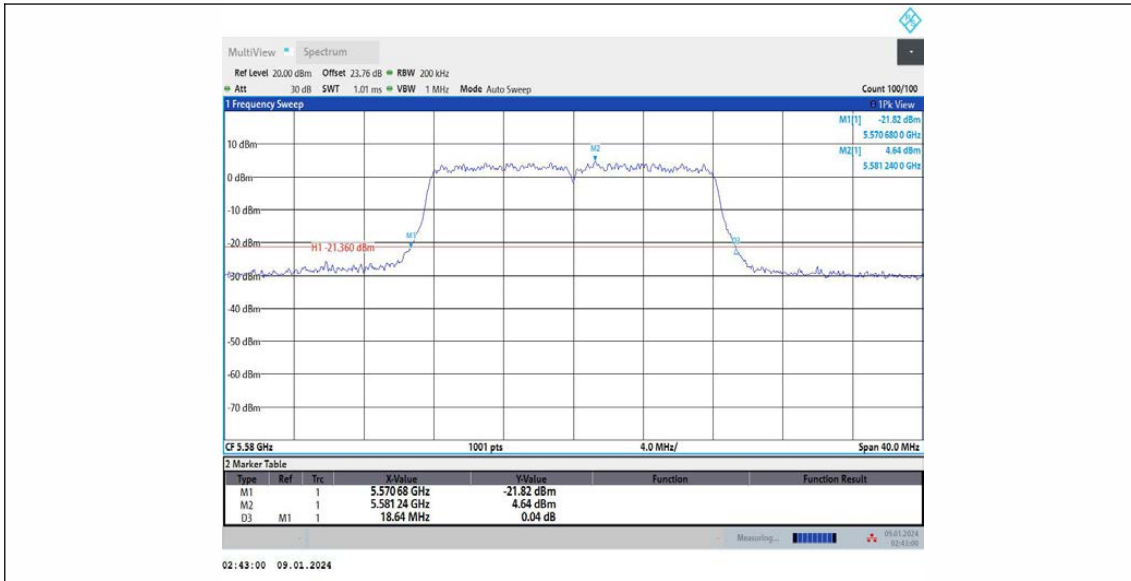 MultiView Spectrum
Ref Level 20.00 dBm Offset 23.76 dB RBW 200 kHz
Att 30 dB SWT 1.01 ms VBW 1 MHz Mode Auto Sweep Count 100/100
1 Frequency Sweep 1Pk View
M1[1] -21.82 dBm
5.570 680 0 GHz
10 dBm
M2
M2[1] 4.64 dBm
5.581 240 0 GHz
0 dBm
-10 dBm
M1
-20 dBm
H1 -21.360 dBm
D3
-30 dBm
-40 dBm
-50 dBm
-60 dBm
-70 dBm
CF 5.58 GHz 1001 pts 4.0 MHz/ Span 40.0 MHz
2 Marker Table
Type Ref Trc X-Value Y-Value Function Function Result
M1 1 5.570 68 GHz -21.82 dBm
M2 1 5.581 24 GHz 4.64 dBm
D3 M1 1 18.64 MHz 0.04 dB
Measuring... 09.01.2024
02:43:00
02:43:00 09.01.2024